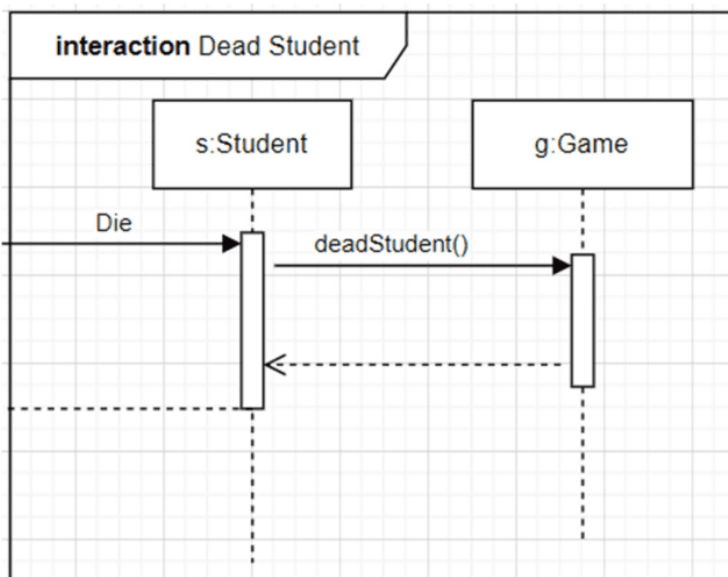 interaction Dead Student
s:Student
g:Game
Die
deadStudent()